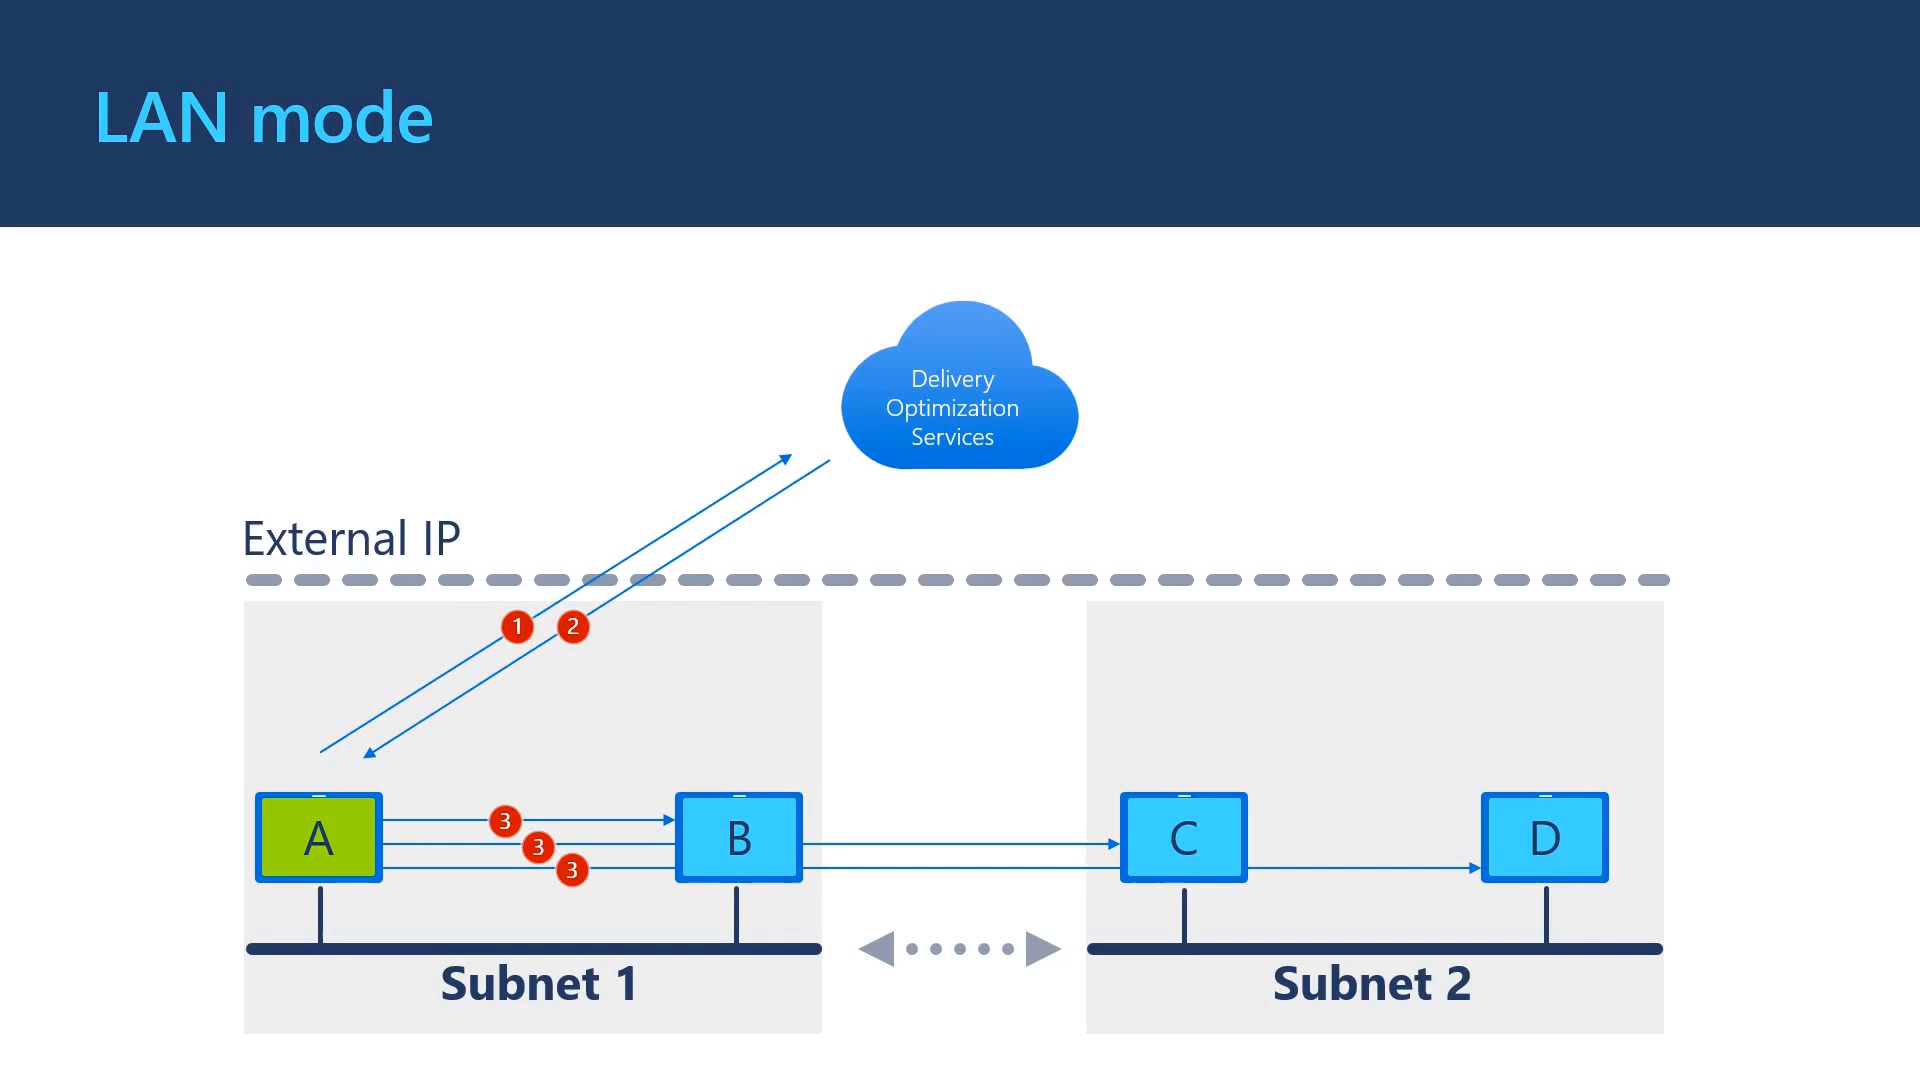 LAN mode
Delivery
Optimization
Services
External IP
1
2
A
3
3
3
B
C
D
Subnet 1
Subnet 2